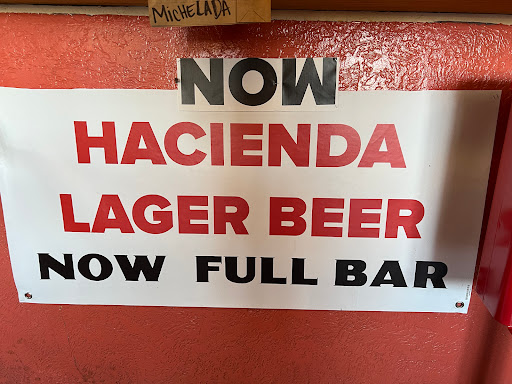 MICHELADA
NOW
HACIENDA
LAGER BEER
NOW FULL BAR